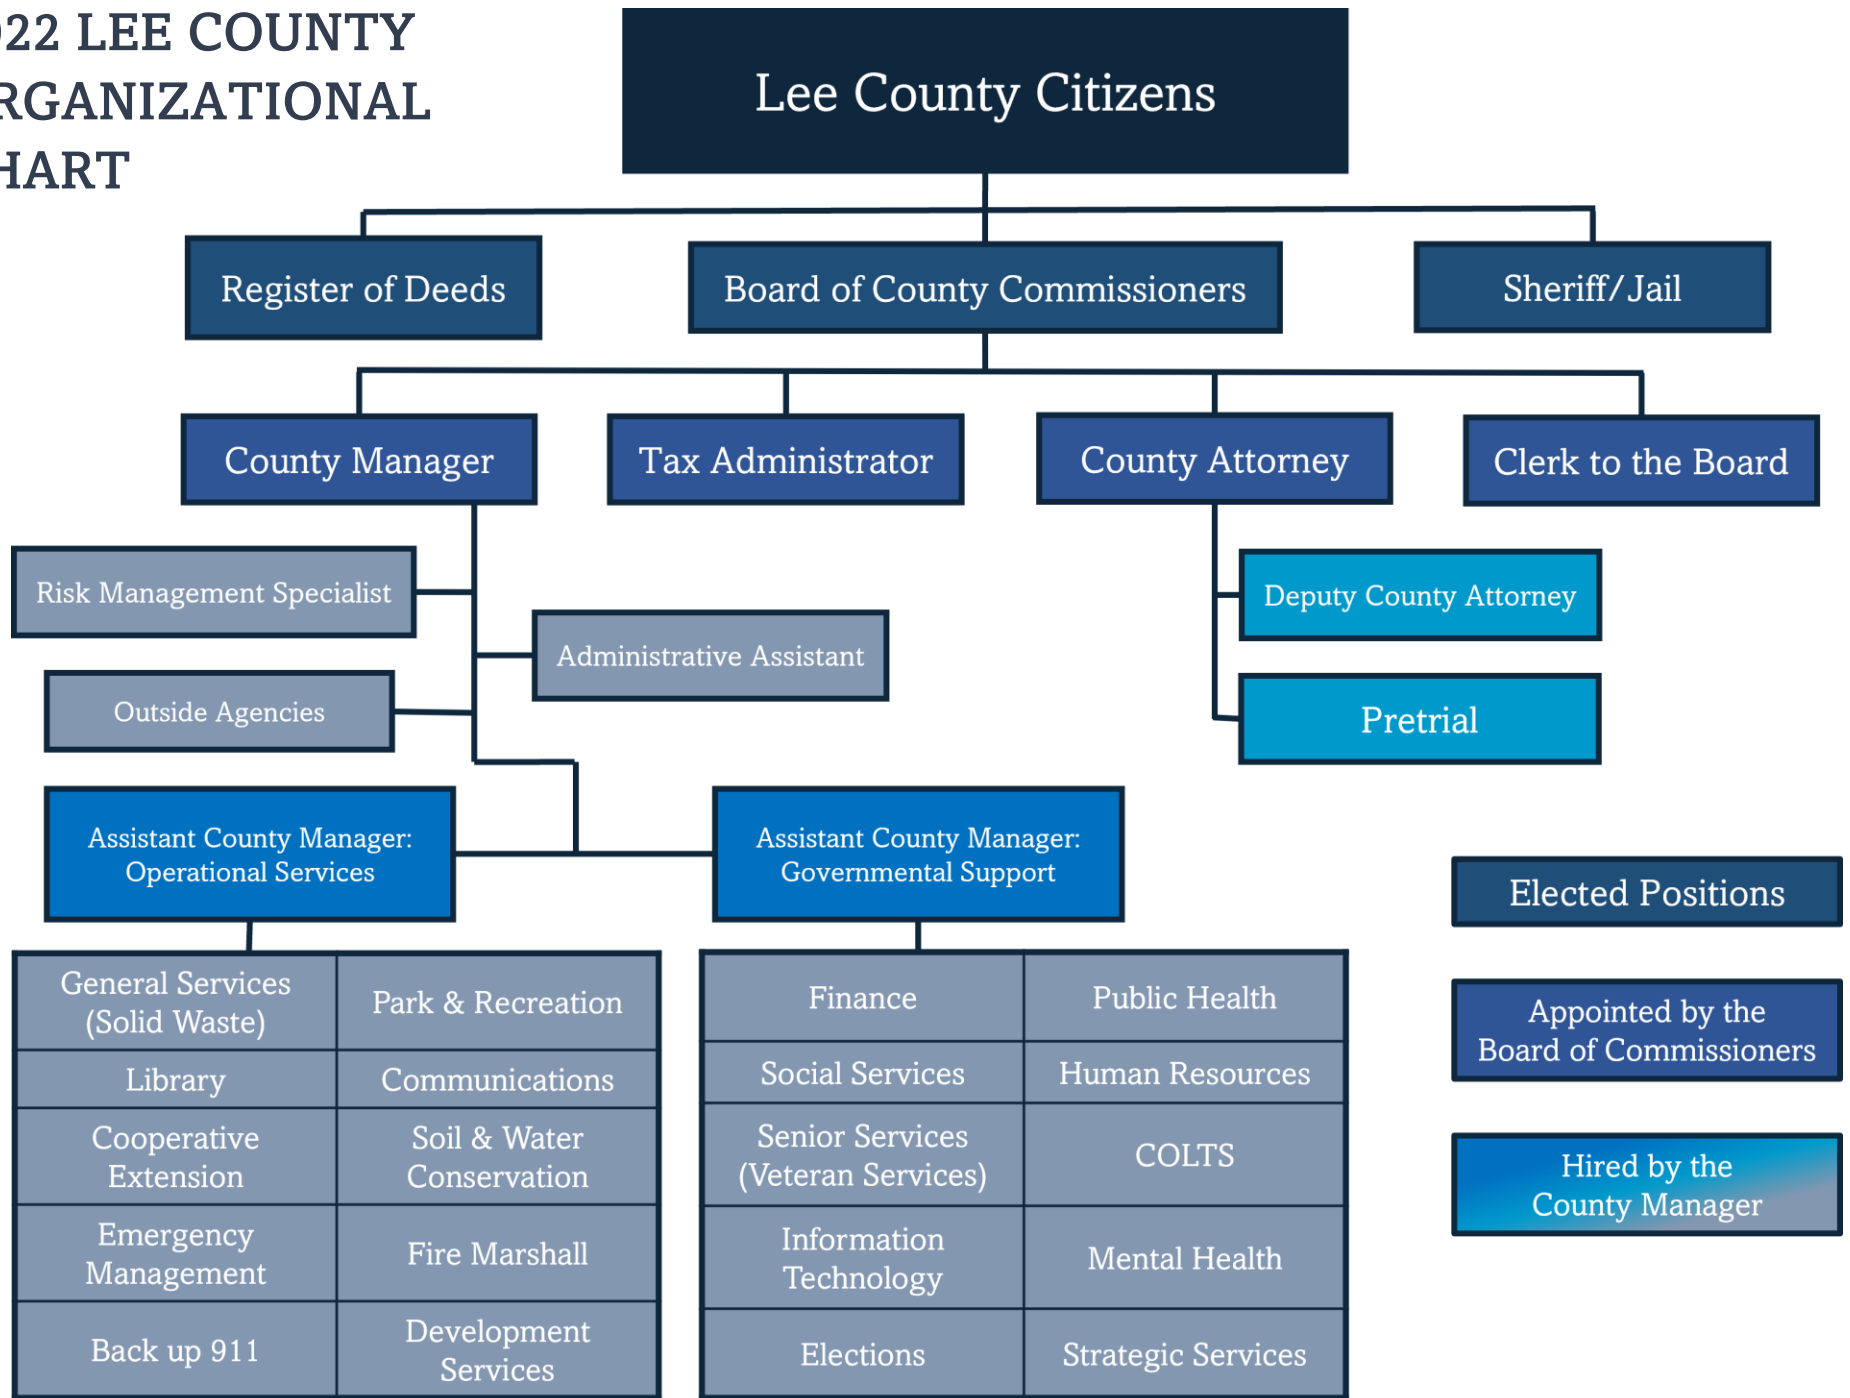 022 LEE COUNTY
RGANIZATIONAL
HART
Lee County Citizens
Register of Deeds
Board of County Commissioners
Sheriff/Jail
County Manager
Tax Administrator
County Attorney
Clerk to the Board
Risk Management Specialist
Administrative Assistant
Outside Agencies
Deputy County Attorney
Pretrial
Assistant County Manager:
Operational Services
Assistant County Manager:
Governmental Support
General Services
(Solid Waste)
Park & Recreation
Library
Communications
Cooperative
Extension
Soil & Water
Conservation
Emergency
Management
Fire Marshall
Back up 911
Development
Services
Finance
Public Health
Social Services
Human Resources
Senior Services
(Veteran Services)
COLTS
Information
Technology
Mental Health
Elections
Strategic Services
Elected Positions
Appointed by the
Board of Commissioners
Hired by the
County Manager